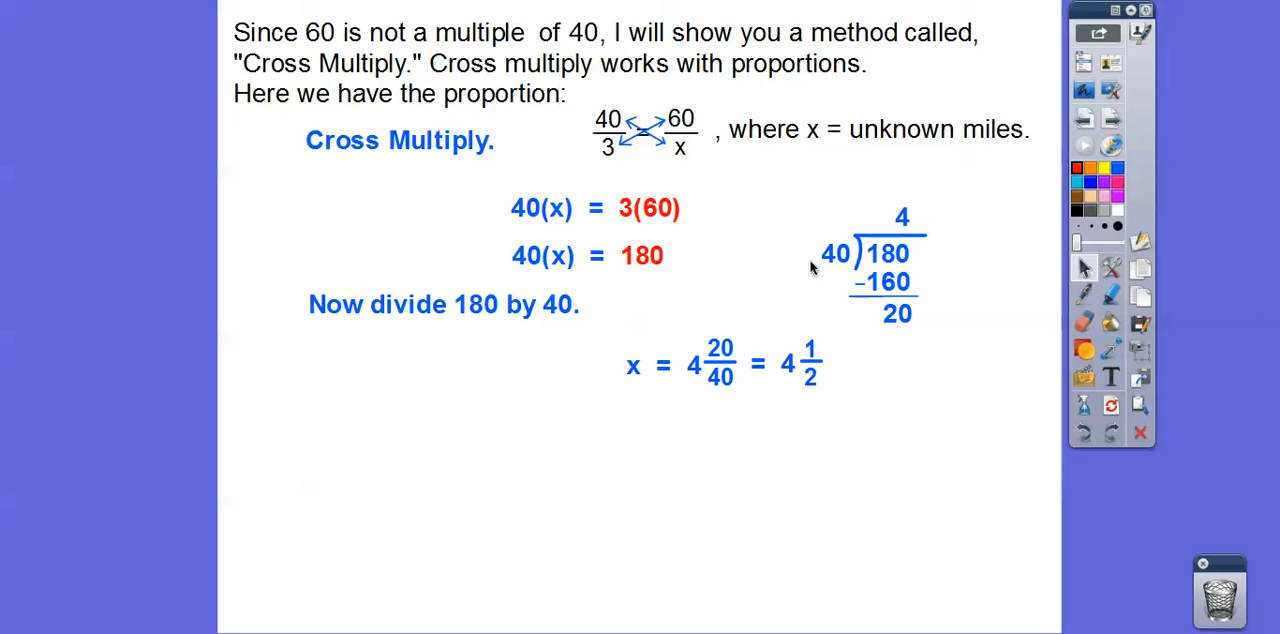 Since 60 is not a multiple of 40, I will show you a method called,
"Cross Multiply." Cross multiply works with proportions.
Here we have the proportion:
Cross Multiply.
40/3 = 60/x , where x = unknown miles.
40(x) = 3(60)
40(x) = 180
Now divide 180 by 40.
4
40)180
-160
20
x = 4 20/40 = 4 1/2
T